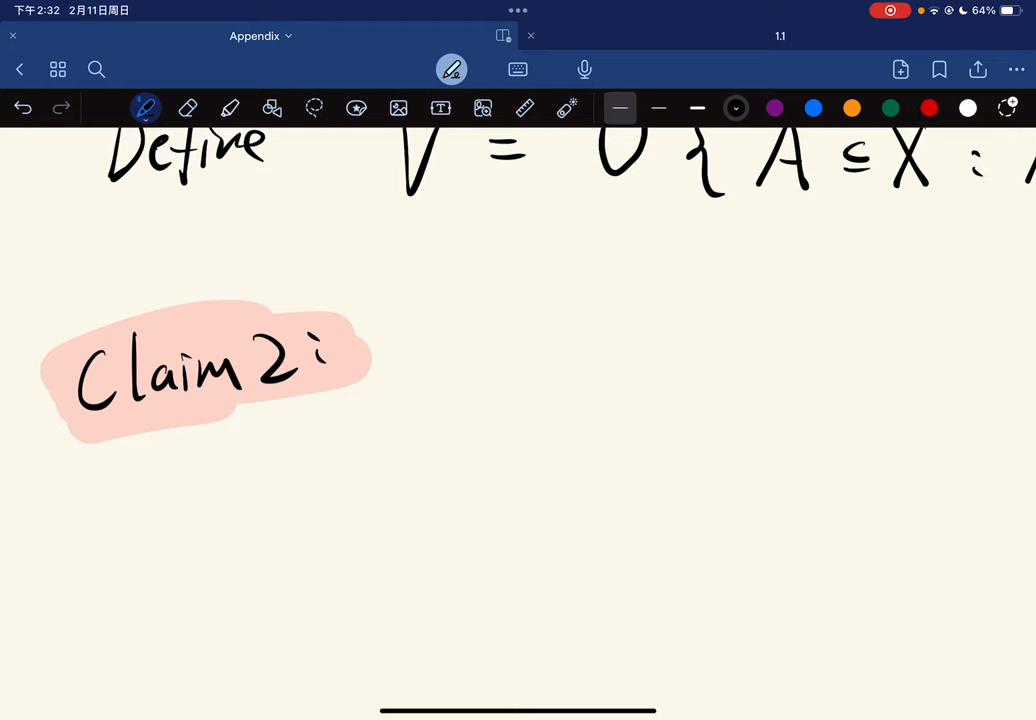 下午2:32 2月11日周日 64%
Appendix 1.1
Define V = ∪ { A ⊆ X :
Claim 2: